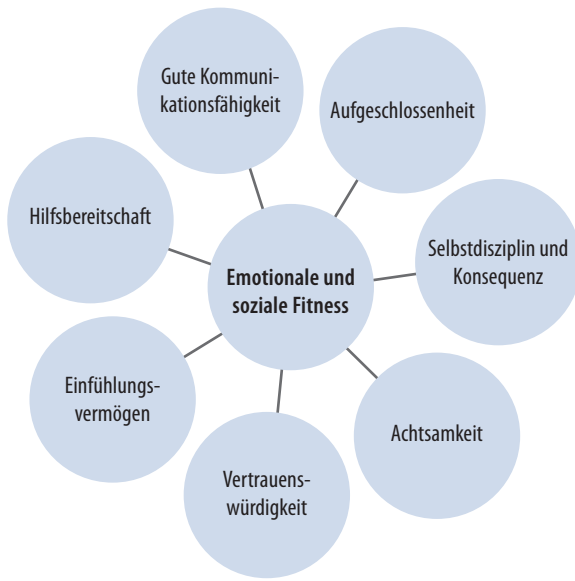 Gute Kommuni-
kationsfähigkeit
Aufgeschlossenheit
Hilfsbereitschaft
Selbstdisziplin und
Konsequenz
Emotionale und
soziale Fitness
Einfühlungs-
vermögen
Achtsamkeit
Vertrauens-
würdigkeit